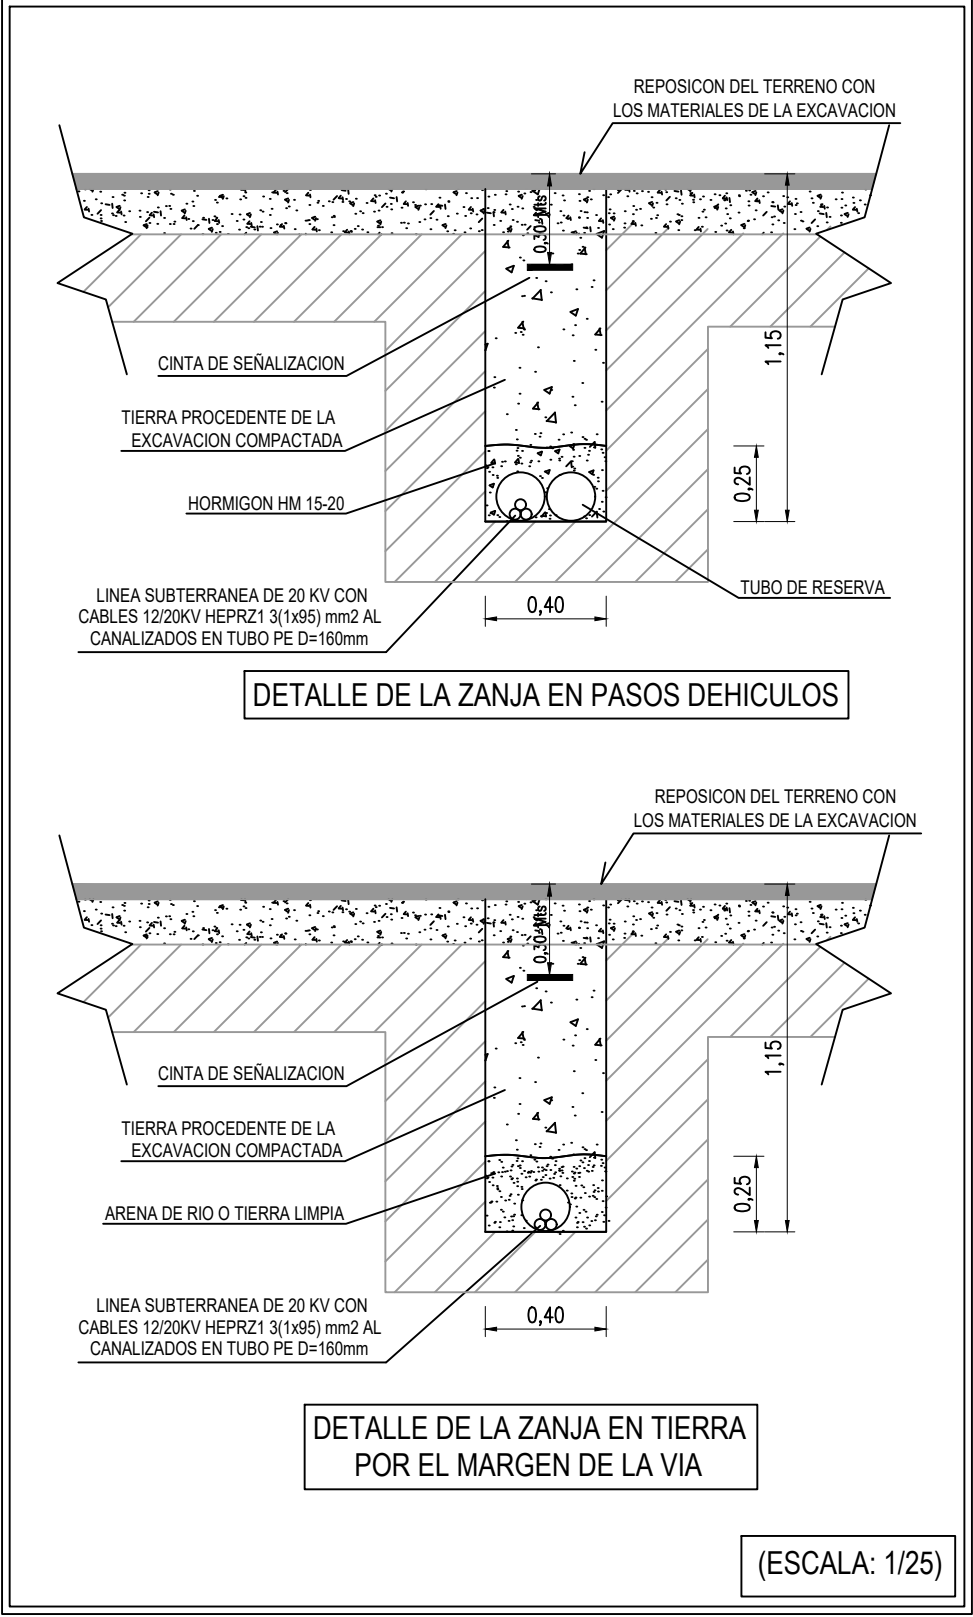 REPOSICON DEL TERRENO CON
LOS MATERIALES DE LA EXCAVACION
0,30 Mts
1,15
CINTA DE SEÑALIZACION
TIERRA PROCEDENTE DE LA
EXCAVACION COMPACTADA
0,25
HORMIGON HM 15-20
TUBO DE RESERVA
LINEA SUBTERRANEA DE 20 KV CON
CABLES 12/20KV HEPRZ1 3(1x95) mm2 AL
CANALIZADOS EN TUBO PE D=160mm
0,40
DETALLE DE LA ZANJA EN PASOS DEHICULOS
REPOSICON DEL TERRENO CON
LOS MATERIALES DE LA EXCAVACION
0,30 Mts
1,15
CINTA DE SEÑALIZACION
TIERRA PROCEDENTE DE LA
EXCAVACION COMPACTADA
0,25
ARENA DE RIO O TIERRA LIMPIA
LINEA SUBTERRANEA DE 20 KV CON
CABLES 12/20KV HEPRZ1 3(1x95) mm2 AL
CANALIZADOS EN TUBO PE D=160mm
0,40
DETALLE DE LA ZANJA EN TIERRA
POR EL MARGEN DE LA VIA
(ESCALA: 1/25)